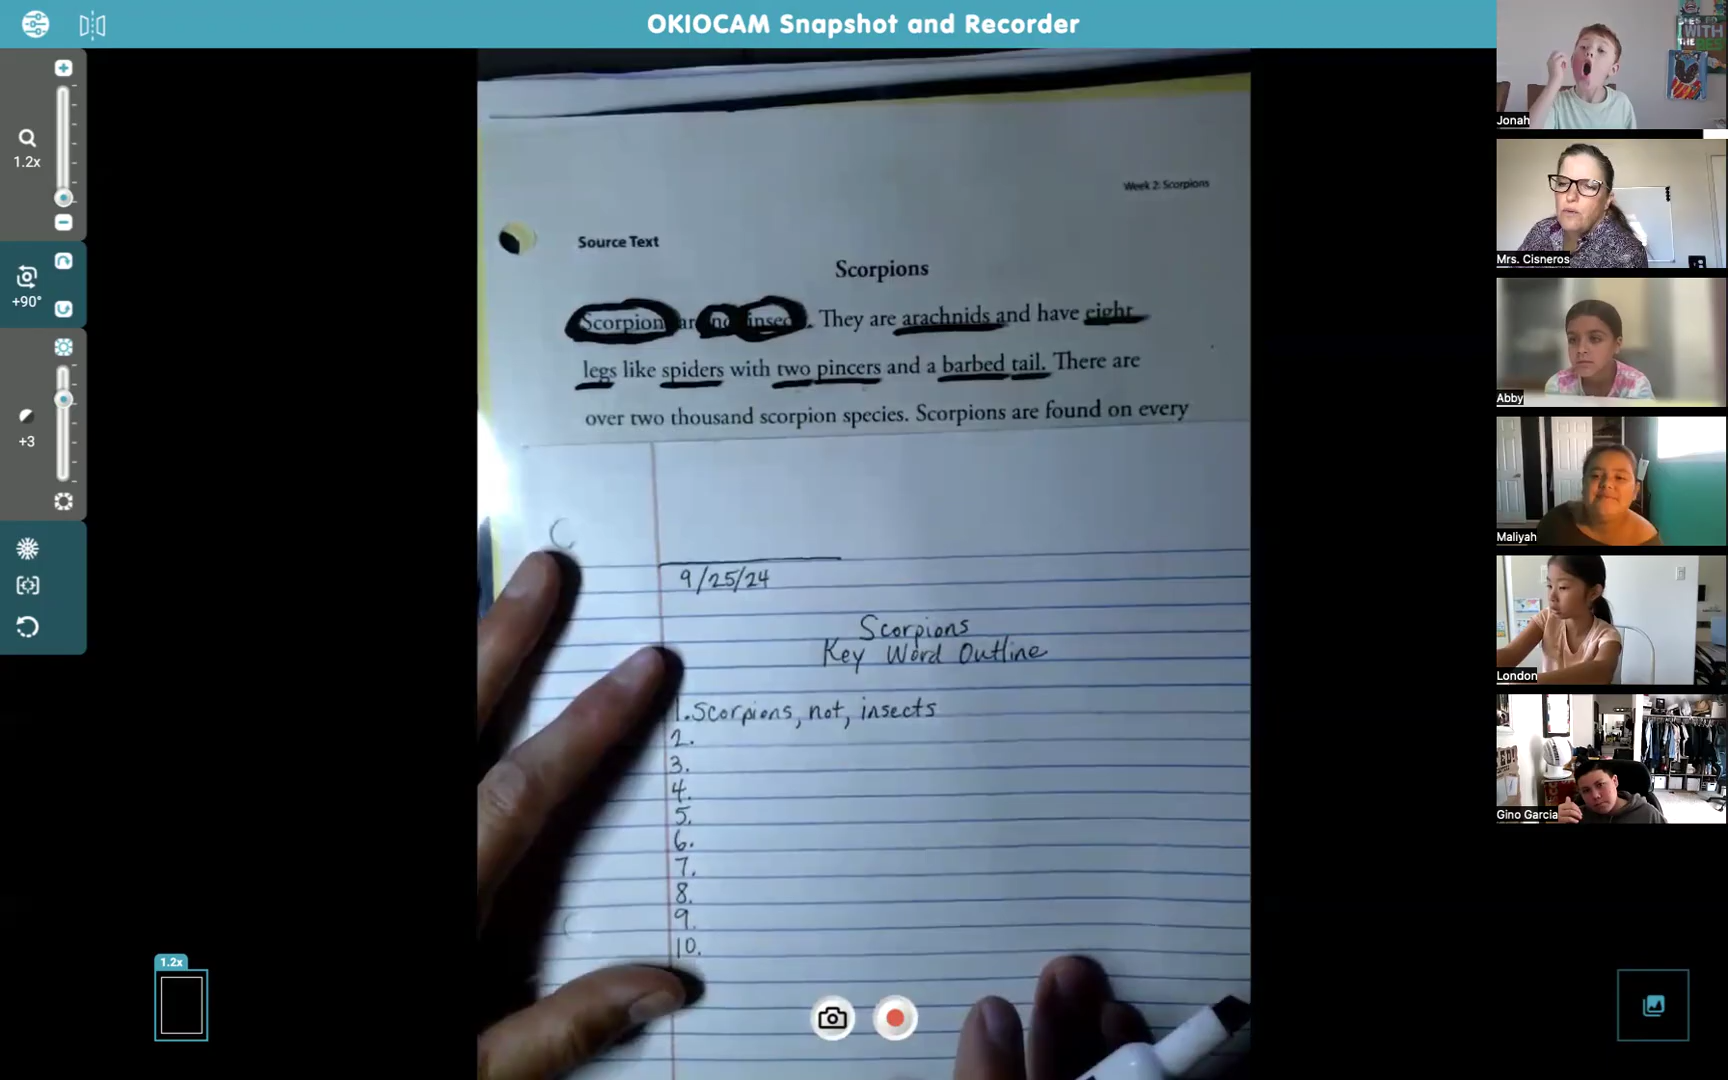 OKIOCAM Snapshot and Recorder
1.2x
+90°
+3
1.2x
Week 2: Scorpions
Source Text
Scorpions
Scorpion They are arachnids and have eight
legs like spiders with two pincers and a barbed tail. There are
over two thousand scorpion species. Scorpions are found on every
9/25/24
Scorpions
Key Word Outline
1. Scorpions, not, insects
2.
3.
4.
5.
6.
7.
8.
9.
10.
Jonah
WITH
THE
Mrs. Cisneros
Abby
Maliyah
London
Gino Garcia